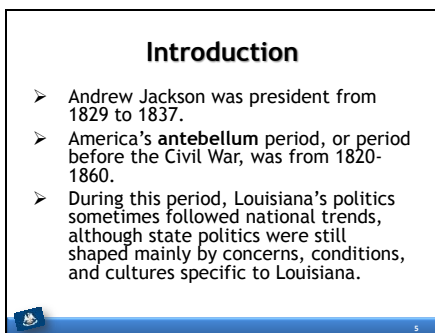 Introduction
➢ Andrew Jackson was president from
1829 to 1837.
➢ America’s antebellum period, or period
before the Civil War, was from 1820-
1860.
➢ During this period, Louisiana’s politics
sometimes followed national trends,
although state politics were still
shaped mainly by concerns, conditions,
and cultures specific to Louisiana.
5